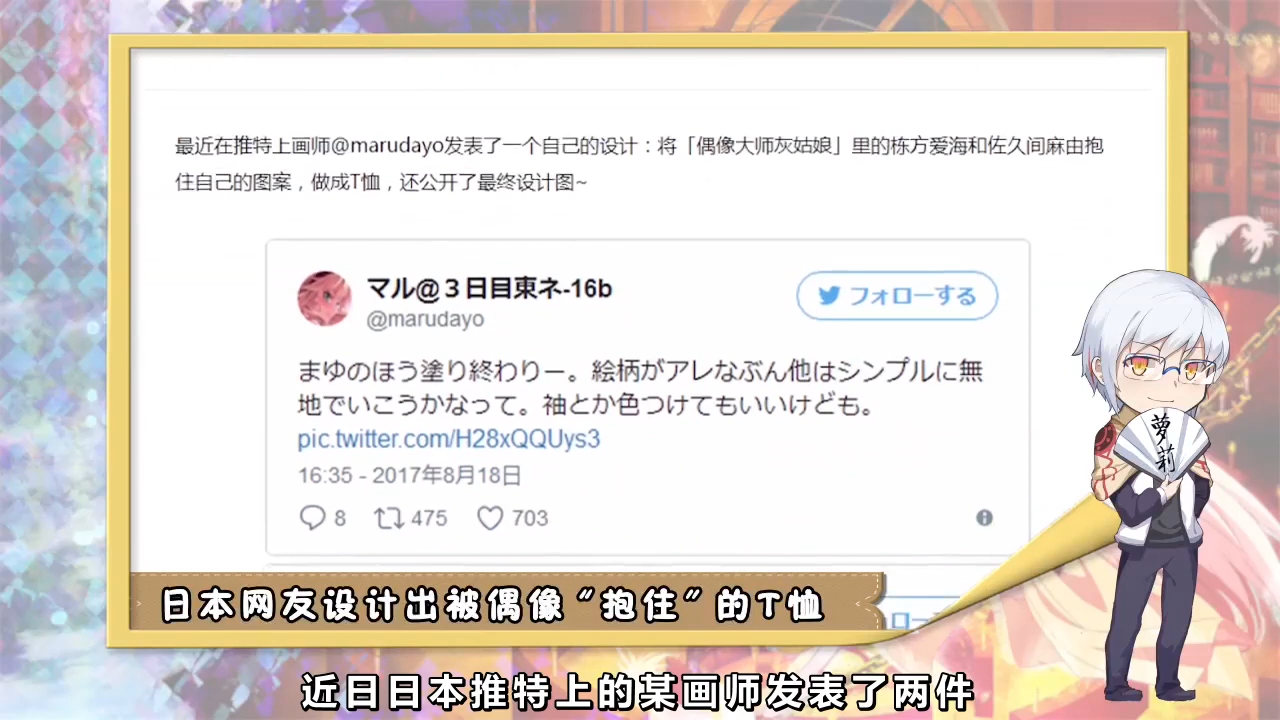 最近在推特上画师@marudayo发表了一个自己的设计：将「偶像大师灰姑娘」里的栋方爱海和佐久间麻由抱
住自己的图案，做成T恤，还公开了最终设计图~
マル@３日目東ネ-16b
@marudayo
フォローする
まゆのほう塗り終わりー。絵柄がアレなぶん他はシンプルに無
地でいこうかなって。袖とか色つけてもいいけども。
pic.twitter.com/H28xQQUys3
16:35 - 2017年8月18日
8 475 703
萝莉
日本网友设计出被偶像"抱住"的T恤
近日日本推特上的某画师发表了两件